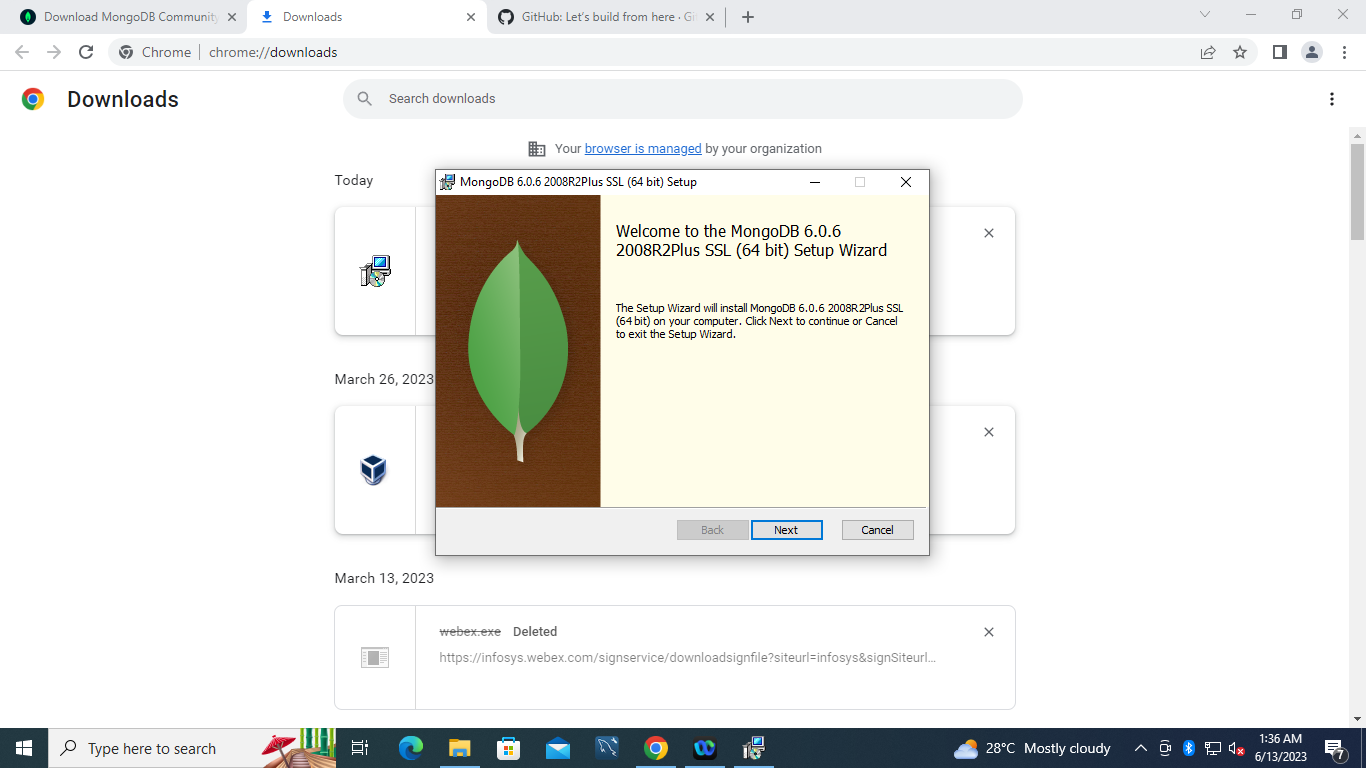 Download MongoDB Community
Downloads
GitHub: Let's build from here · Git
Chrome
chrome://downloads
Downloads
Search downloads
Your browser is managed by your organization
Today
MongoDB 6.0.6 2008R2Plus SSL (64 bit) Setup
Welcome to the MongoDB 6.0.6
2008R2Plus SSL (64 bit) Setup Wizard
The Setup Wizard will install MongoDB 6.0.6 2008R2Plus SSL
(64 bit) on your computer. Click Next to continue or Cancel
to exit the Setup Wizard.
Back
Next
Cancel
March 26, 2023
March 13, 2023
webex.exe Deleted
https://infosys.webex.com/signservice/downloadsignfile?siteurl=infosys&signSiteurl...
Type here to search
28°C Mostly cloudy
1:36 AM
6/13/2023
7